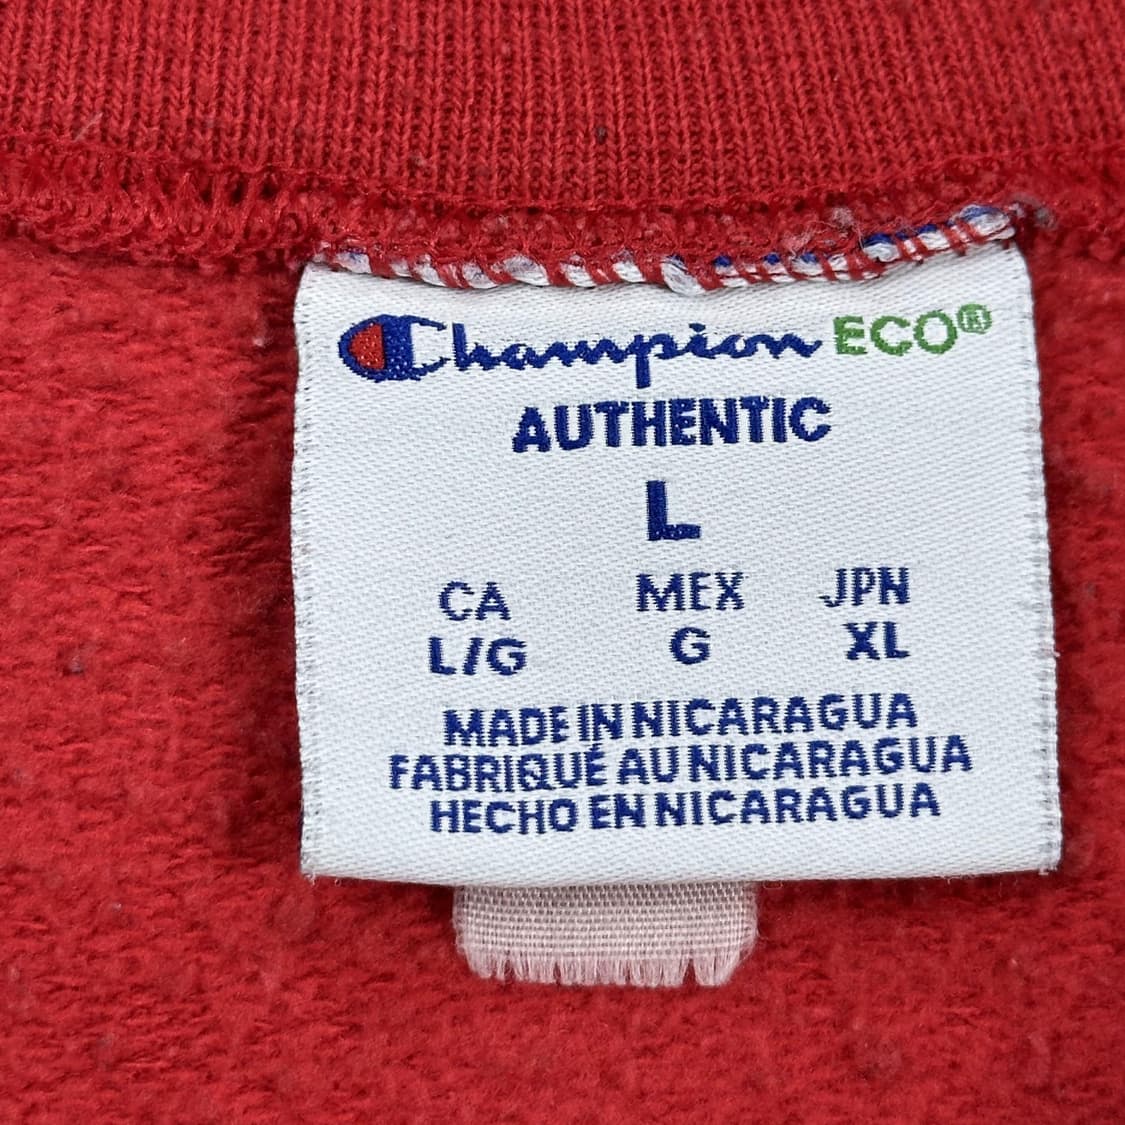 Champion ECO®
AUTHENTIC
L
CA MEX JPN
L/G G XL
MADE IN NICARAGUA
FABRIQUÉ AU NICARAGUA
HECHO EN NICARAGUA